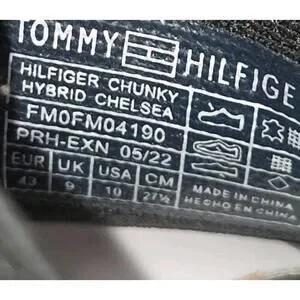 TOMMY HILFIGE
HILFIGER CHUNKY
HYBRID CHELSEA
FM0FM04190
PRH-EXN 05/22
EUR UK USA CM
43 9 10 27½
MADE IN CHINA
HECHO EN CHINA